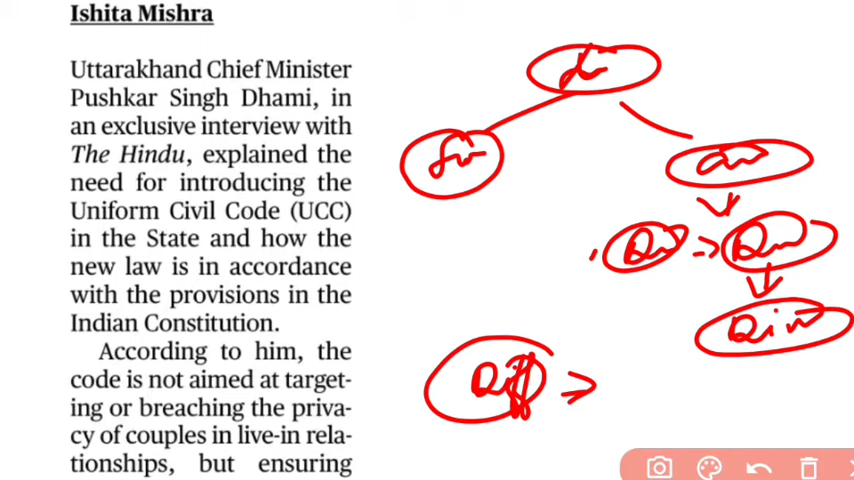 Ishita Mishra
Uttarakhand Chief Minister
Pushkar Singh Dhami, in
an exclusive interview with
The Hindu, explained the
need for introducing the
Uniform Civil Code (UCC)
in the State and how the
new law is in accordance
with the provisions in the
Indian Constitution.
According to him, the
code is not aimed at target-
ing or breaching the priva-
cy of couples in live-in rela-
tionships, but ensuring
Diff